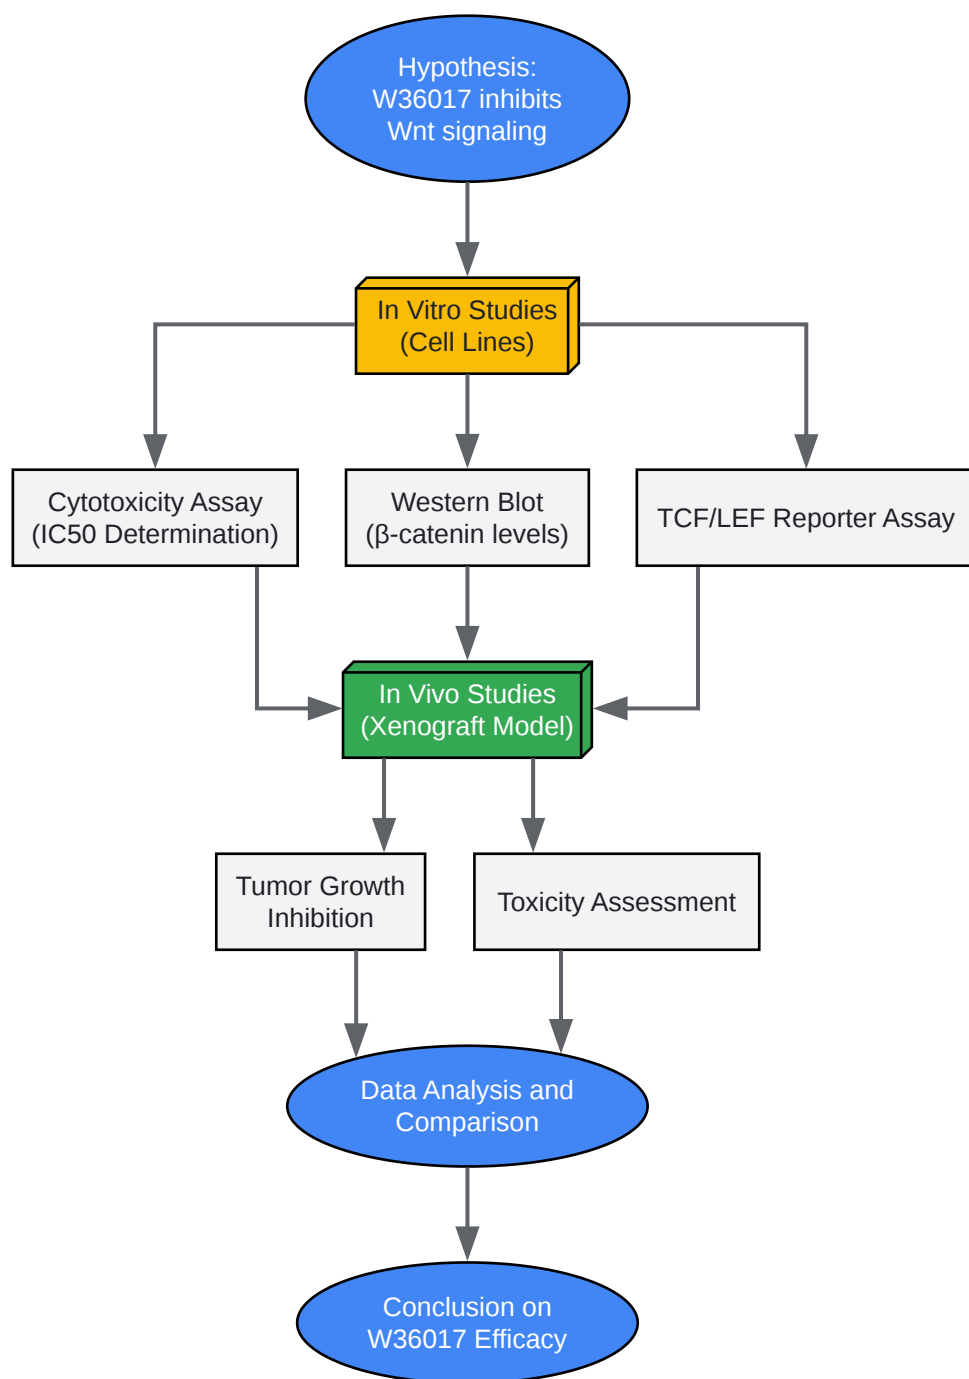 Hypothesis:
W36017 inhibits
Wnt signaling
In Vitro Studies
(Cell Lines)
Cytotoxicity Assay
(IC50 Determination)
Western Blot
(β-catenin levels)
TCF/LEF Reporter Assay
In Vivo Studies
(Xenograft Model)
Tumor Growth
Inhibition
Toxicity Assessment
Data Analysis and
Comparison
Conclusion on
W36017 Efficacy